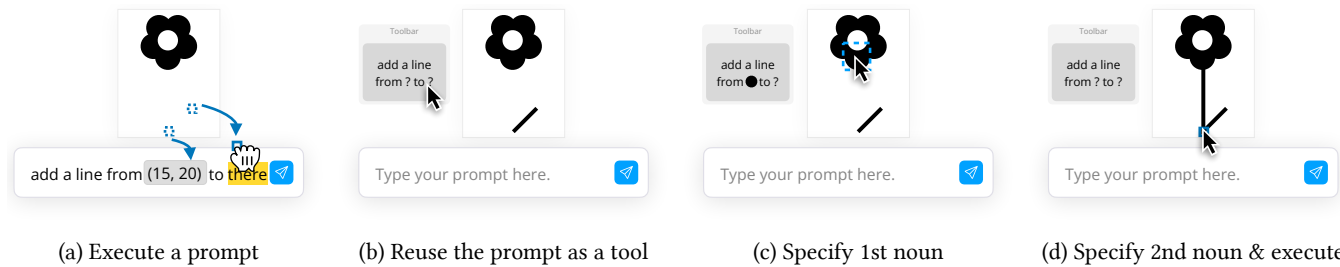 add a line from (15, 20) to there
(a) Execute a prompt
Toolbar
add a line
from ? to ?
Type your prompt here.
(b) Reuse the prompt as a tool
Toolbar
add a line
from to ?
Type your prompt here.
(c) Specify 1st noun
Toolbar
add a line
from ? to ?
Type your prompt here.
(d) Specify 2nd noun & execute